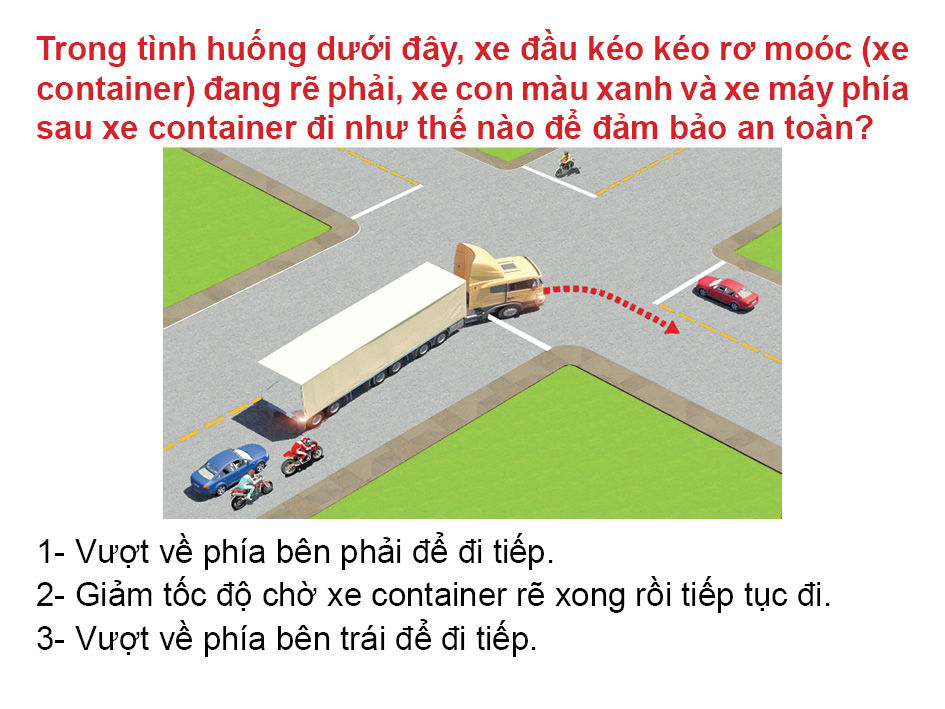 Trong tình huống dưới đây, xe đầu kéo kéo rơ moóc (xe
container) đang rẽ phải, xe con màu xanh và xe máy phía
sau xe container đi như thế nào để đảm bảo an toàn?
1- Vượt về phía bên phải để đi tiếp.
2- Giảm tốc độ chờ xe container rẽ xong rồi tiếp tục đi.
3- Vượt về phía bên trái để đi tiếp.